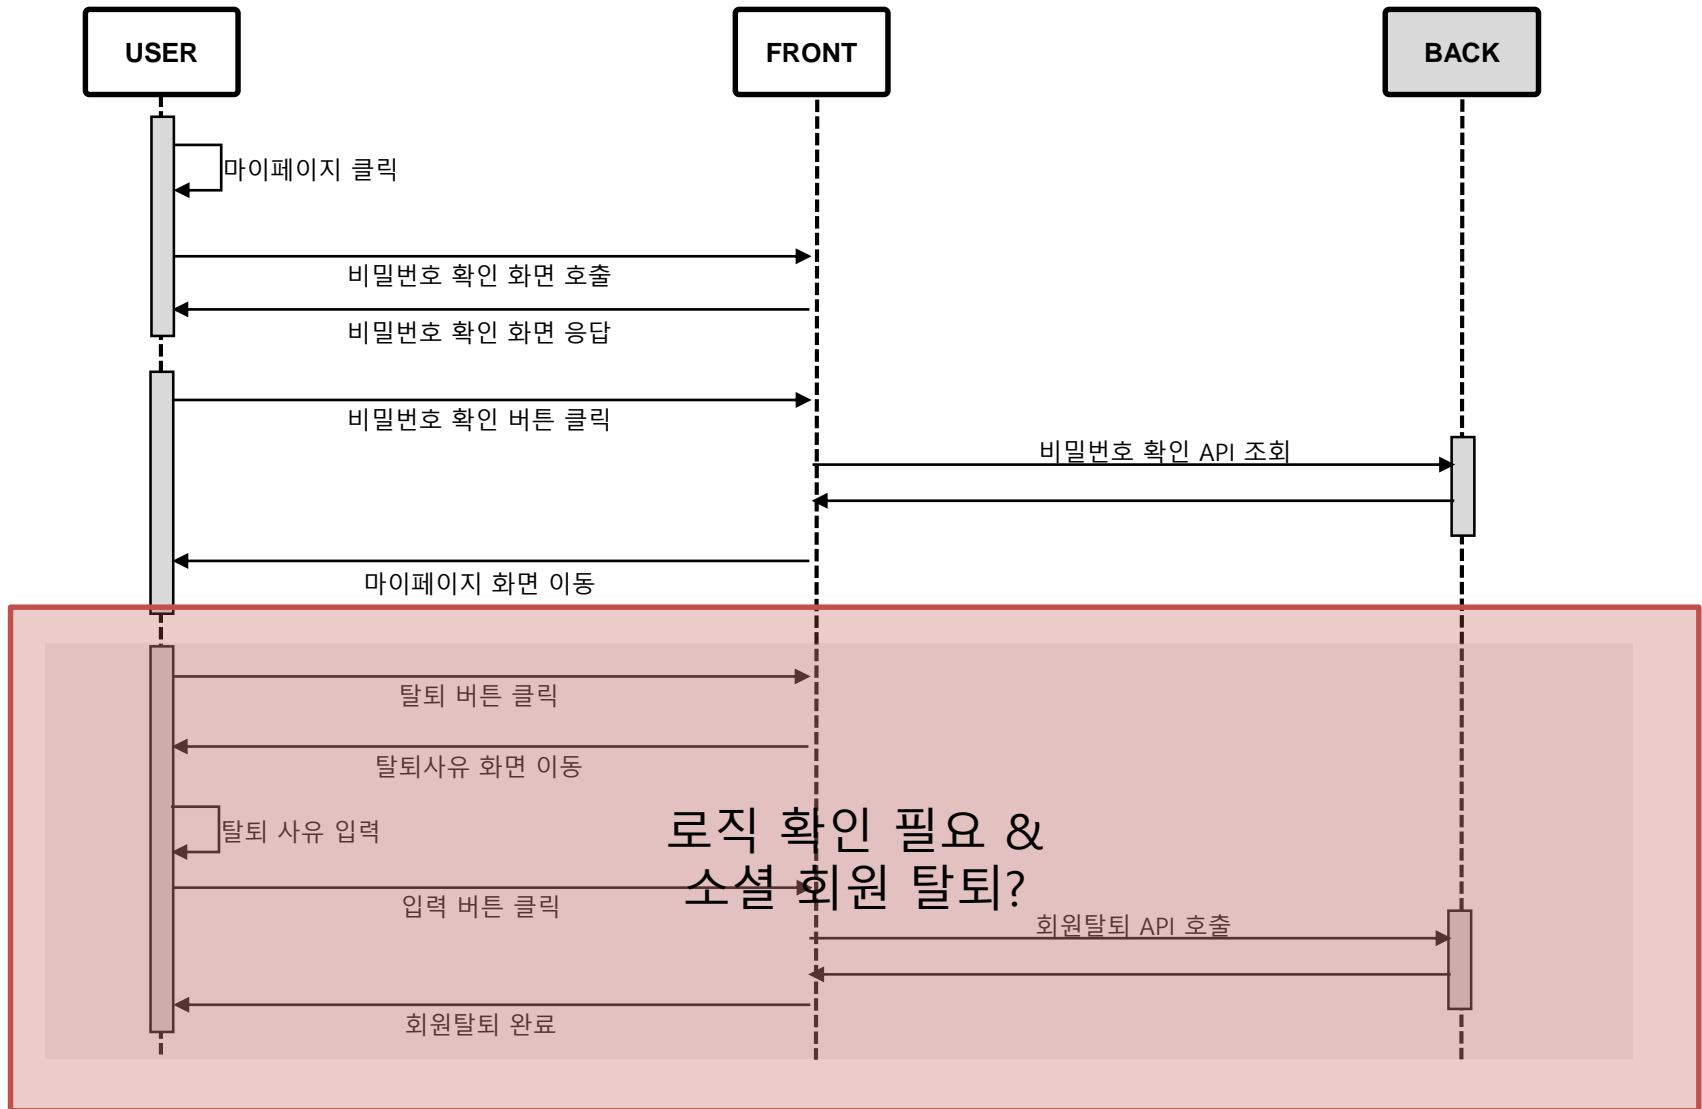 USER
FRONT
BACK
마이페이지 클릭
비밀번호 확인 화면 호출
비밀번호 확인 화면 응답
비밀번호 확인 버튼 클릭
비밀번호 확인 API 조회
마이페이지 화면 이동
탈퇴 버튼 클릭
탈퇴사유 화면 이동
탈퇴 사유 입력
로직 확인 필요 &
소셜 회원 탈퇴?
입력 버튼 클릭
회원탈퇴 API 호출
회원탈퇴 완료